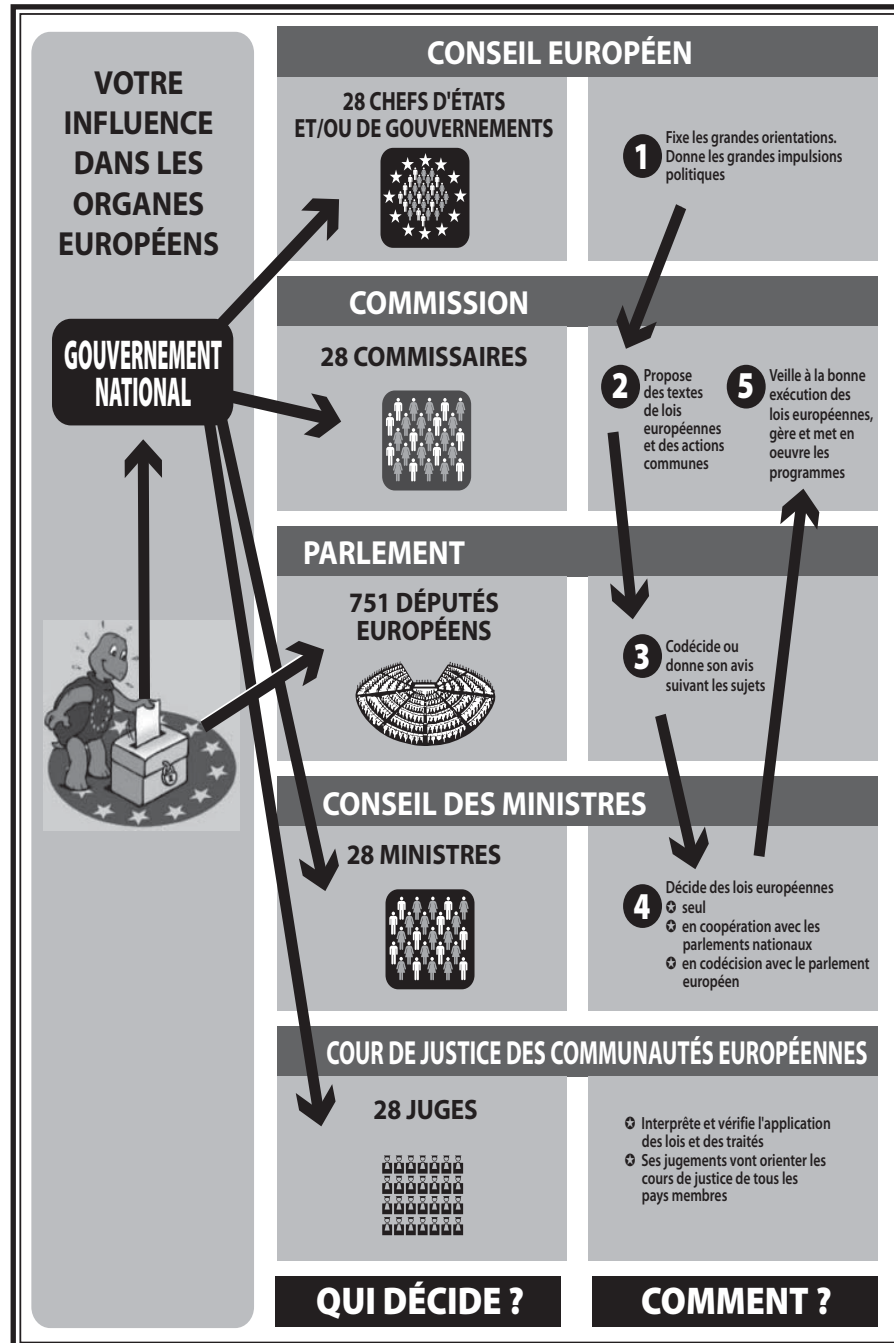 VOTRE
INFLUENCE
DANS LES
ORGANES
EUROPÉENS
GOUVERNEMENT
NATIONAL
CONSEIL EUROPÉEN
28 CHEFS D'ÉTATS
ET/OU DE GOUVERNEMENTS
1
Fixe les grandes orientations.
Donne les grandes impulsions
politiques
COMMISSION
28 COMMISSAIRES
2
Propose
des textes
de lois
européennes
et des actions
communes
5
Veille à la bonne
exécution des
lois européennes,
gère et met en
oeuvre les
programmes
PARLEMENT
751 DÉPUTÉS
EUROPÉENS
3
Codécide ou
donne son avis
suivant les sujets
CONSEIL DES MINISTRES
28 MINISTRES
4
Décide des lois européennes
✪ seul
✪ en coopération avec les
parlements nationaux
✪ en codécision avec le parlement
européen
COUR DE JUSTICE DES COMMUNAUTÉS EUROPÉENNES
28 JUGES
✪ Interprête et vérifie l'application
des lois et des traités
✪ Ses jugements vont orienter les
cours de justice de tous les
pays membres
QUI DÉCIDE ?
COMMENT ?